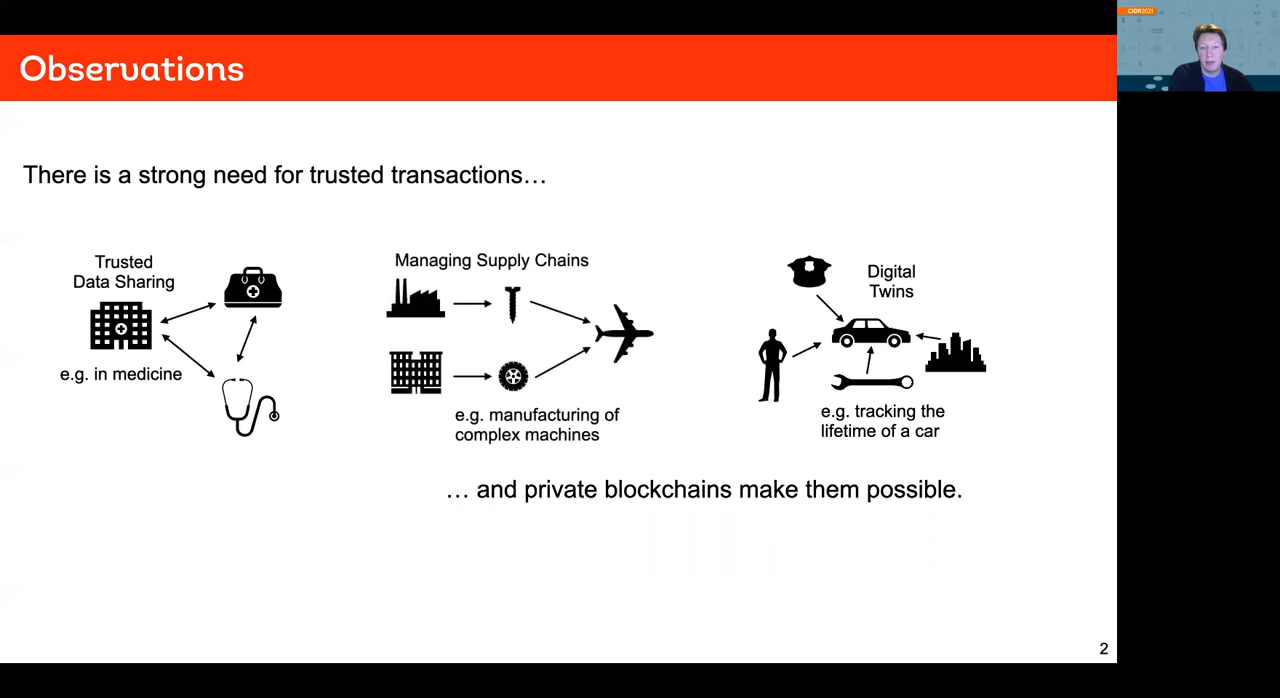 Observations
CIDR2021
There is a strong need for trusted transactions…
Trusted
Data Sharing
e.g. in medicine
Managing Supply Chains
e.g. manufacturing of
complex machines
Digital
Twins
e.g. tracking the
lifetime of a car
… and private blockchains make them possible.
2